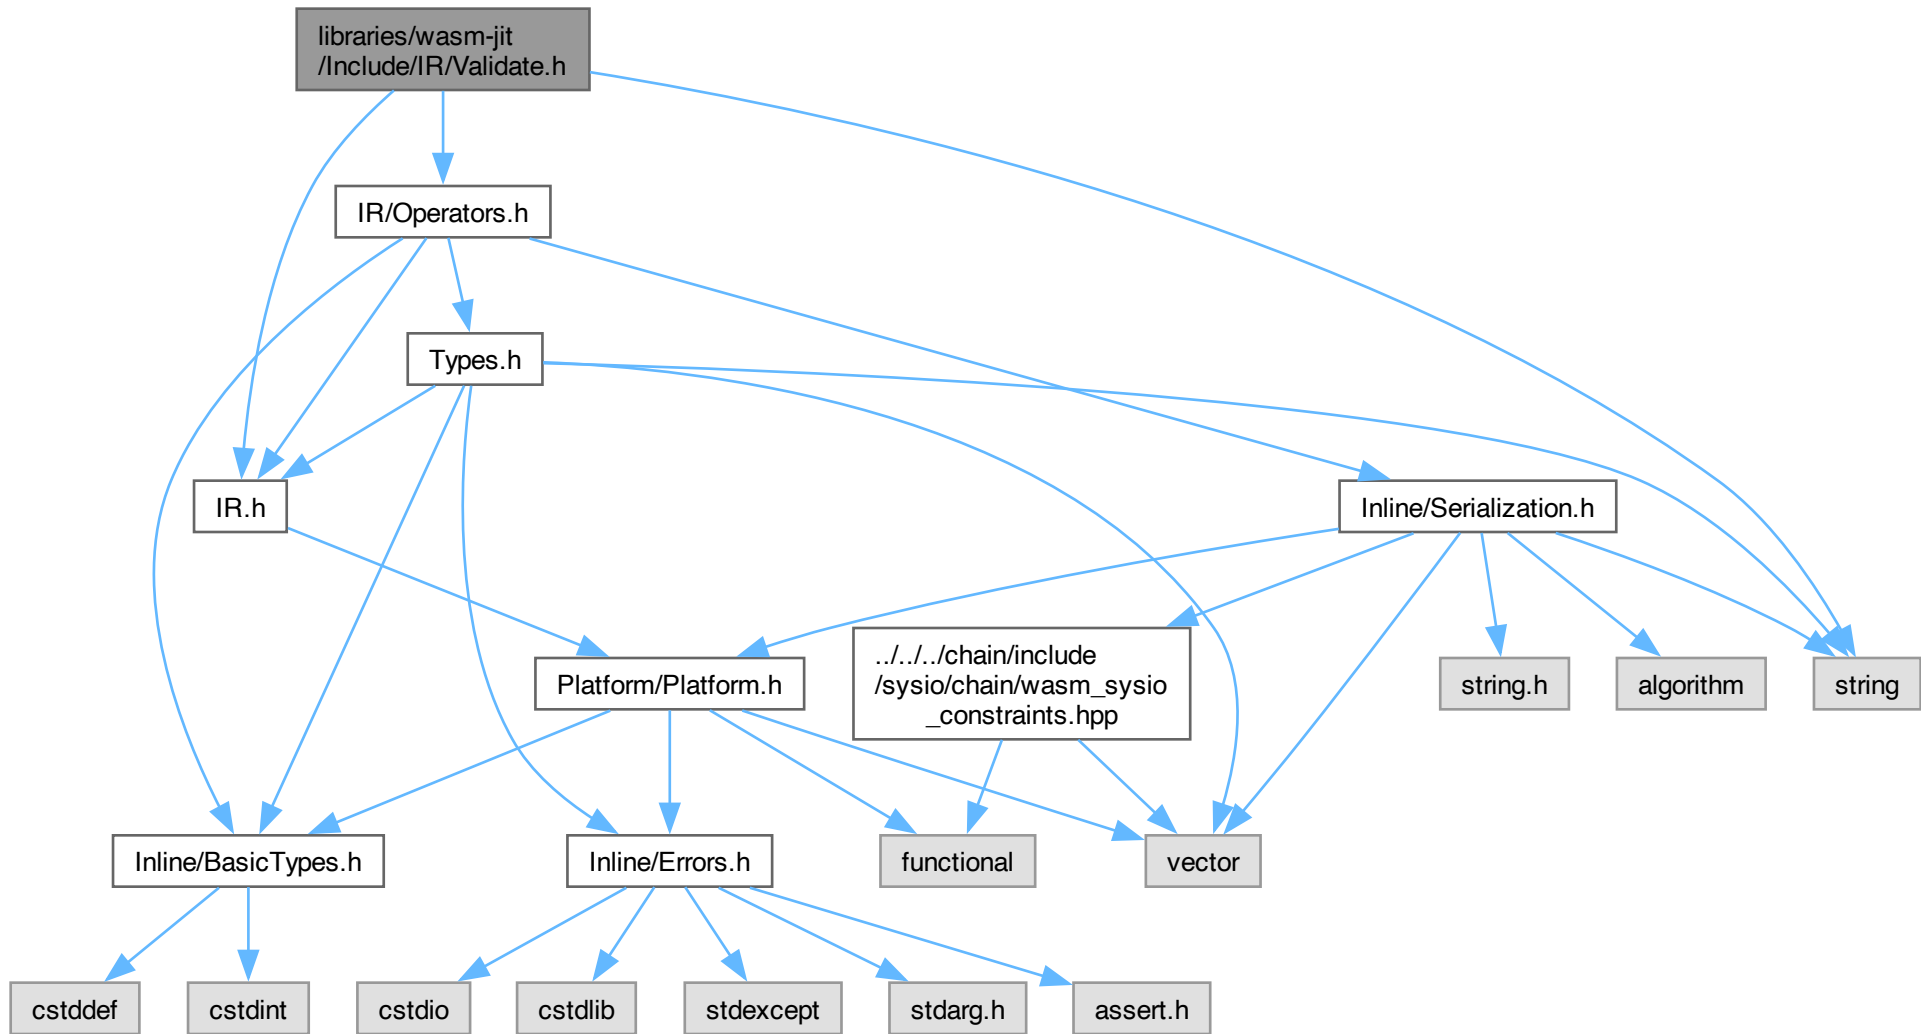 libraries/wasm-jit
/Include/IR/Validate.h
IR/Operators.h
Types.h
IR.h
Inline/Serialization.h
Platform/Platform.h
../../../chain/include
/sysio/chain/wasm_sysio
_constraints.hpp
string.h
algorithm
string
Inline/BasicTypes.h
Inline/Errors.h
functional
vector
cstddef
cstdint
cstdio
cstdlib
stdexcept
stdarg.h
assert.h